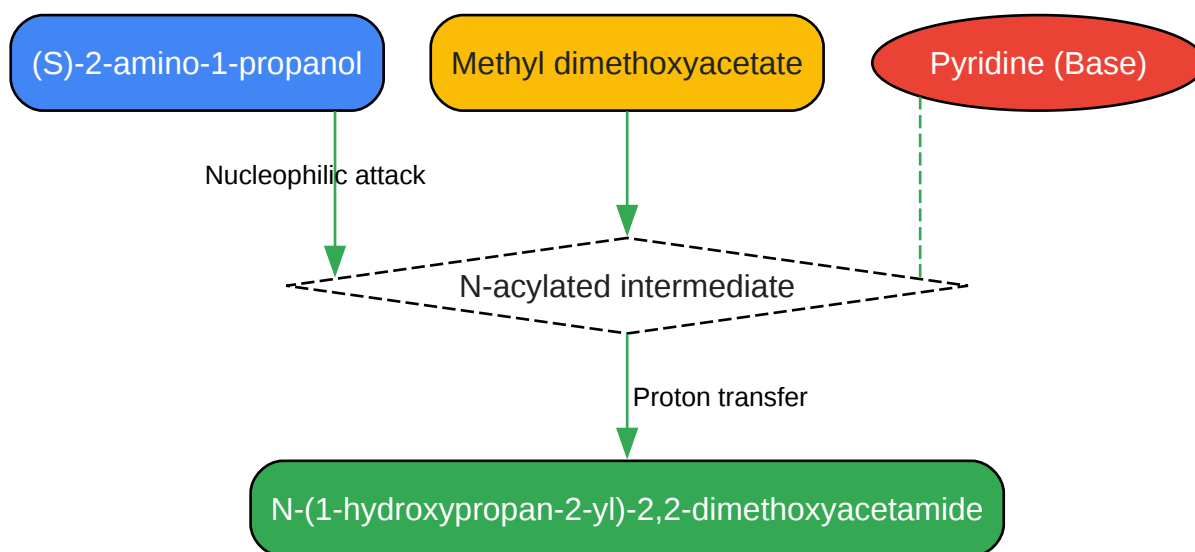 (S)-2-amino-1-propanol
Methyl dimethoxyacetate
Pyridine (Base)
Nucleophilic attack
N-acylated intermediate
Proton transfer
N-(1-hydroxypropan-2-yl)-2,2-dimethoxyacetamide